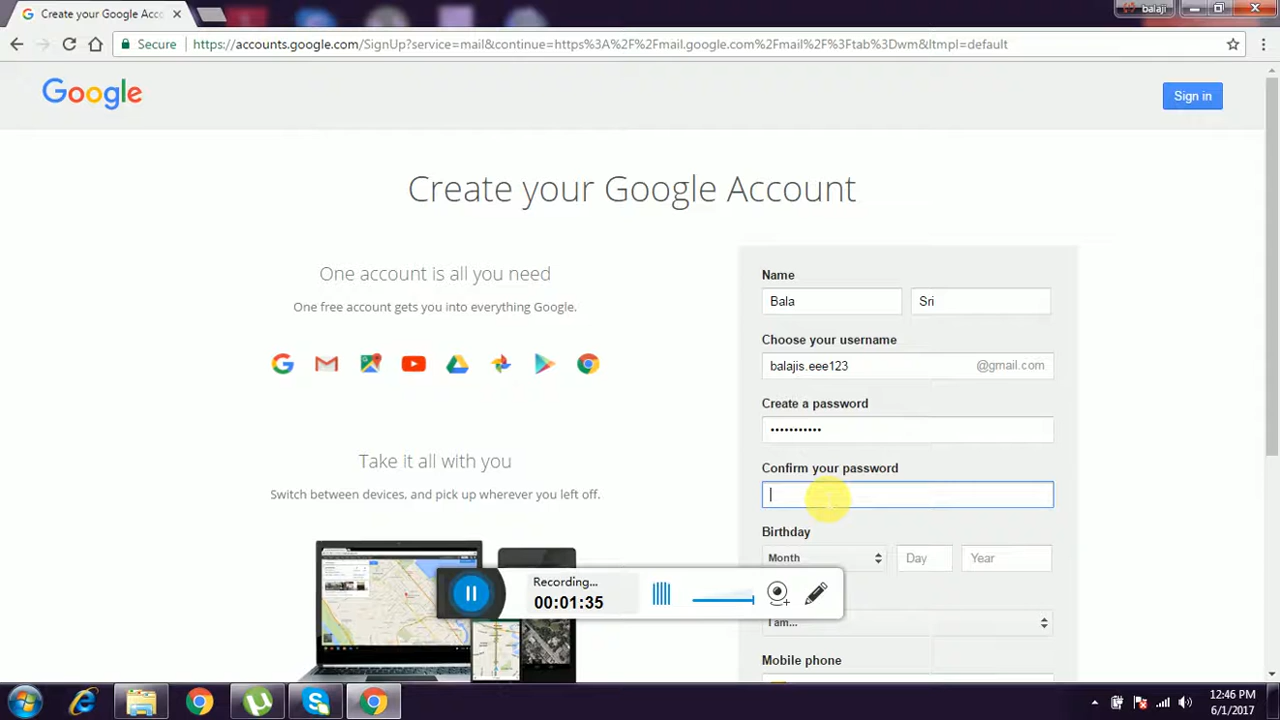 Create your Google Acco
balaji
Secure
https://accounts.google.com/SignUp?service=mail&continue=https%3A%2F%2Fmail.google.com%2Fmail%2F%3Ftab%3Dwm&ltmpl=default
Google
Sign in
Create your Google Account
One account is all you need
One free account gets you into everything Google.
Take it all with you
Switch between devices, and pick up wherever you left off.
Name
Bala
Sri
Choose your username
balajis.eee123
@gmail.com
Create a password
•••••••••••
Confirm your password
Birthday
Month
Day
Year
I am...
Mobile phone
Recording...
00:01:35
12:46 PM
6/1/2017